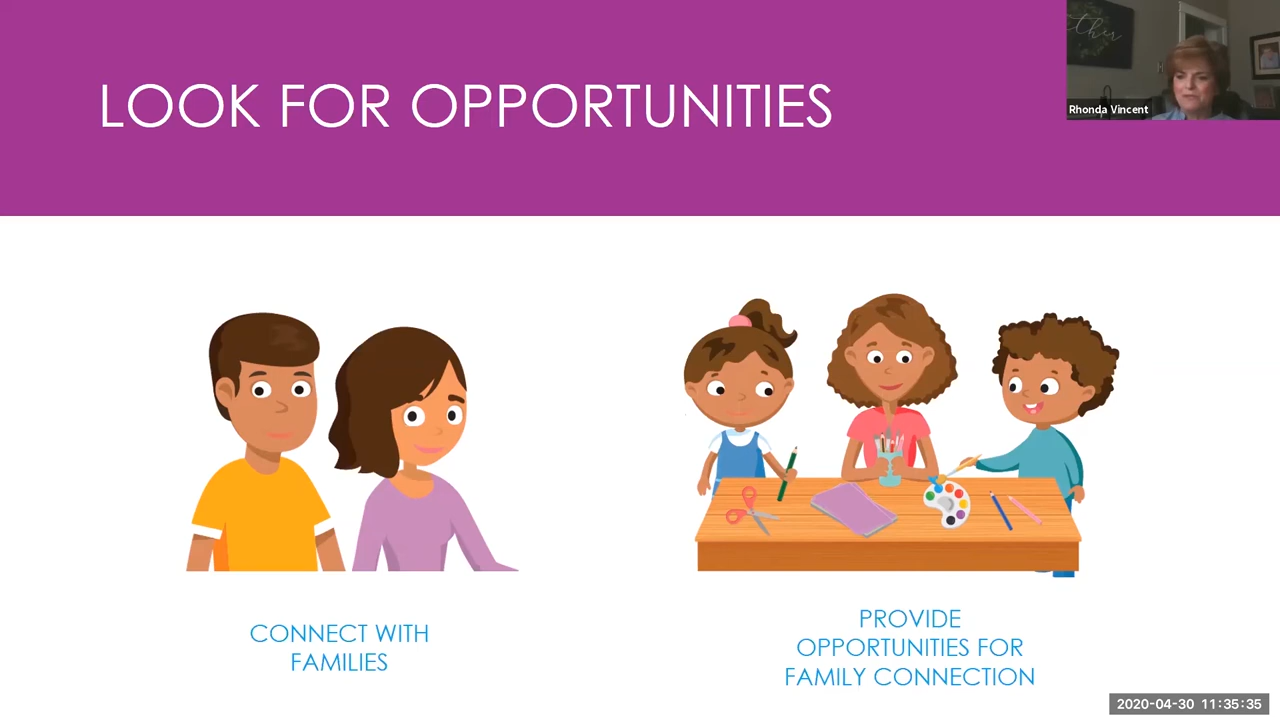 LOOK FOR OPPORTUNITIES
ther
Rhonda Vincent
CONNECT WITH
FAMILIES
PROVIDE
OPPORTUNITIES FOR
FAMILY CONNECTION
2020-04-30 11:35:35